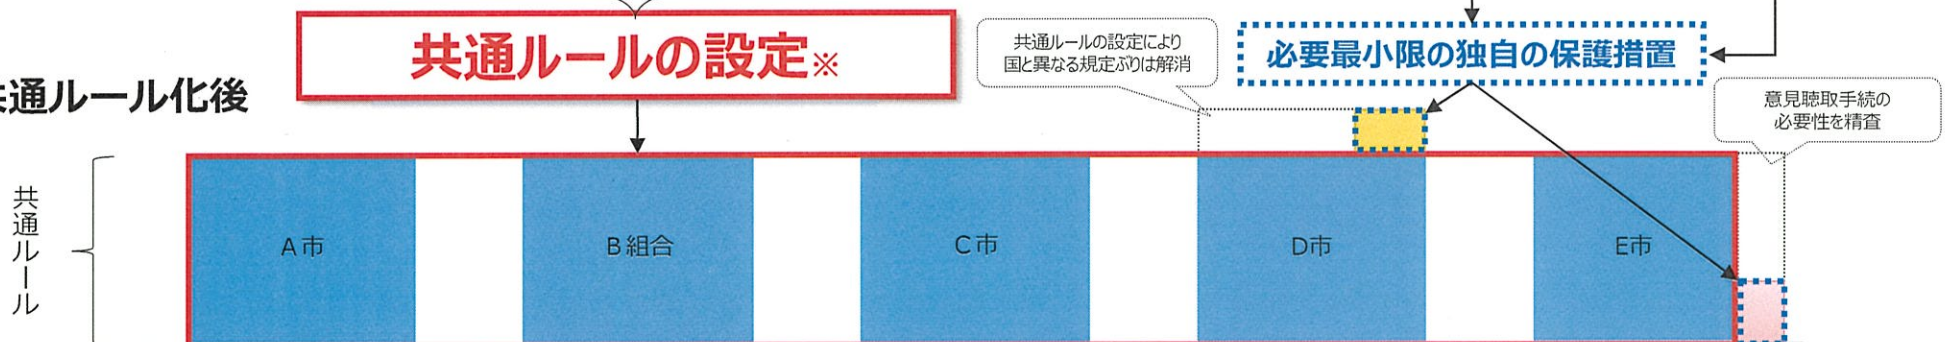 共通ルールの設定※
共通ルールの設定により
国と異なる規定ぶりは解消
必要最小限の独自の保護措置
通ルール化後
意見聴取手続の
必要性を精査
共通ルール
A市
B組合
C市
D市
E市